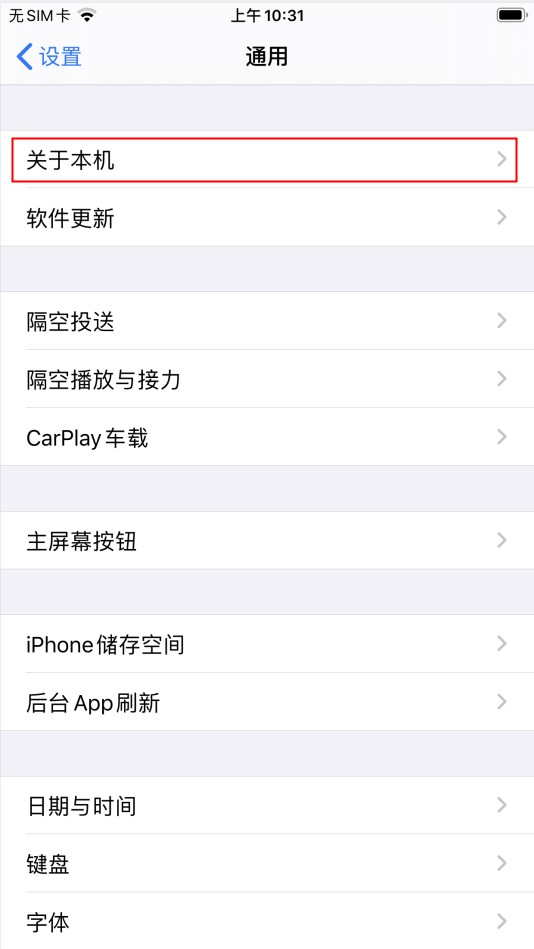 无SIM卡 上午10:31
设置 通用
关于本机
软件更新
隔空投送
隔空播放与接力
CarPlay车载
主屏幕按钮
iPhone储存空间
后台App刷新
日期与时间
键盘
字体